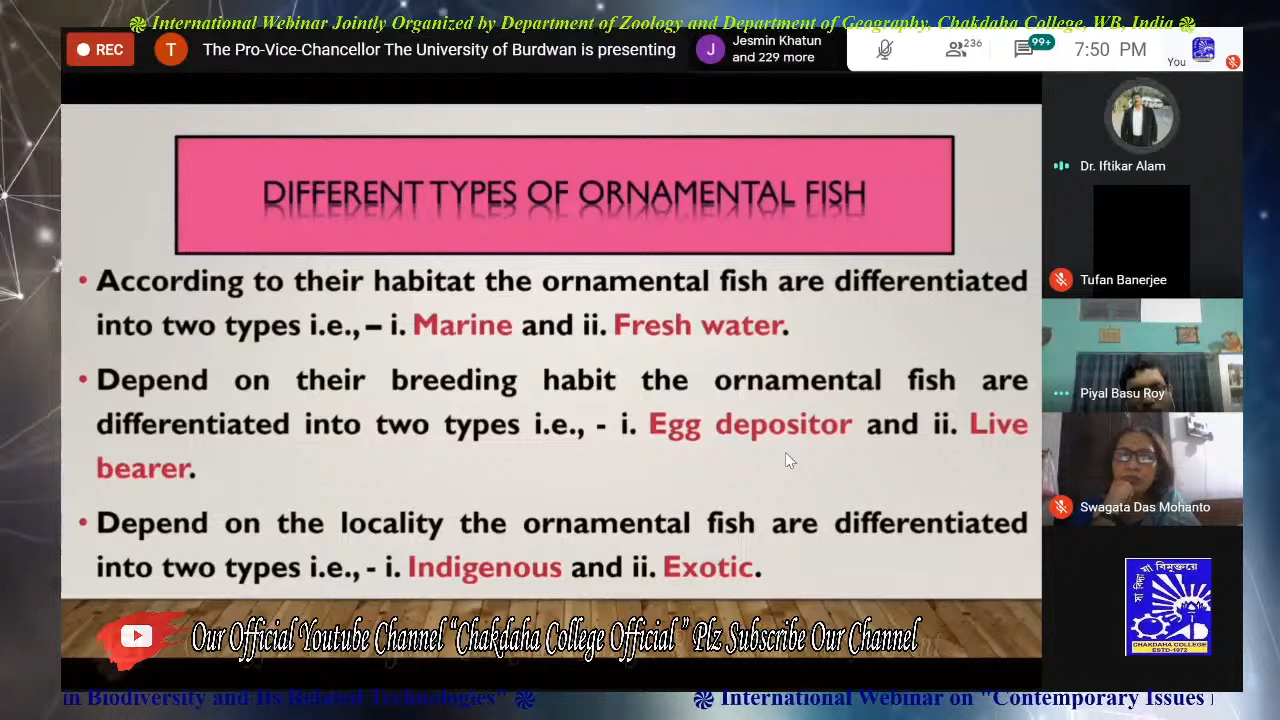 ֍ International Webinar Jointly Organized by Department of Zoology and Department of Geography, Chakdaha College, WB, India ֍
REC
T
The Pro-Vice-Chancellor The University of Burdwan is presenting
J
Jesmin Khatun
and 229 more
236
99+
7:50 PM
You
Dr. Iftikar Alam
Tufan Banerjee
Piyal Basu Roy
Swagata Das Mohanto
DIFFERENT TYPES OF ORNAMENTAL FISH
• According to their habitat the ornamental fish are differentiated
into two types i.e., – i. Marine and ii. Fresh water.
• Depend on their breeding habit the ornamental fish are
differentiated into two types i.e., - i. Egg depositor and ii. Live
bearer.
• Depend on the locality the ornamental fish are differentiated
into two types i.e., - i. Indigenous and ii. Exotic.
সা বিদ্যা যা বিমুক্তয়ে
CHAKDAHA COLLEGE
ESTD-1972
Our Official Youtube Channel “Chakdaha College Official ” Plz Subscribe Our Channel
in Biodiversity and Its Related Technologies" ֍ ֍ International Webinar on "Contemporary Issues